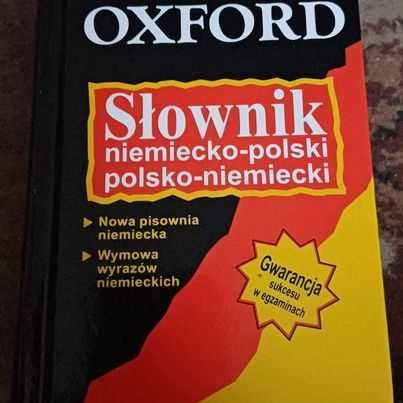 OXFORD
Słownik
niemiecko-polski
polsko-niemiecki
Nowa pisownia
niemiecka
Wymowa
wyrazów
niemieckich
Gwarancja
sukcesu
w egzaminach